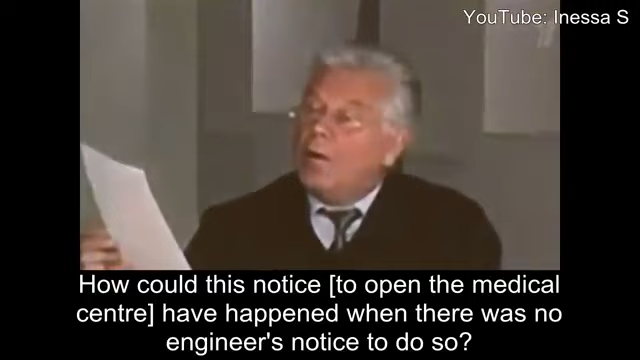 YouTube: Inessa S
How could this notice [to open the medical
centre] have happened when there was no
engineer's notice to do so?